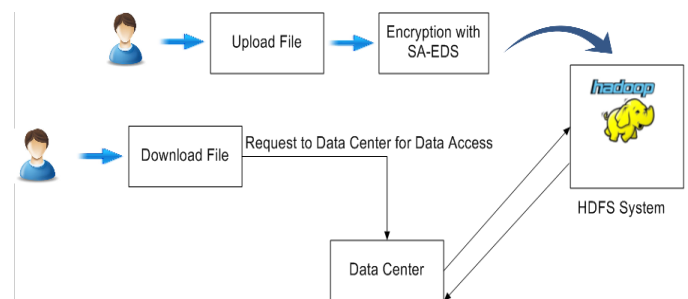 Upload File
Encryption with
SA-EDS
hadoop
Download File
Request to Data Center for Data Access
HDFS System
Data Center